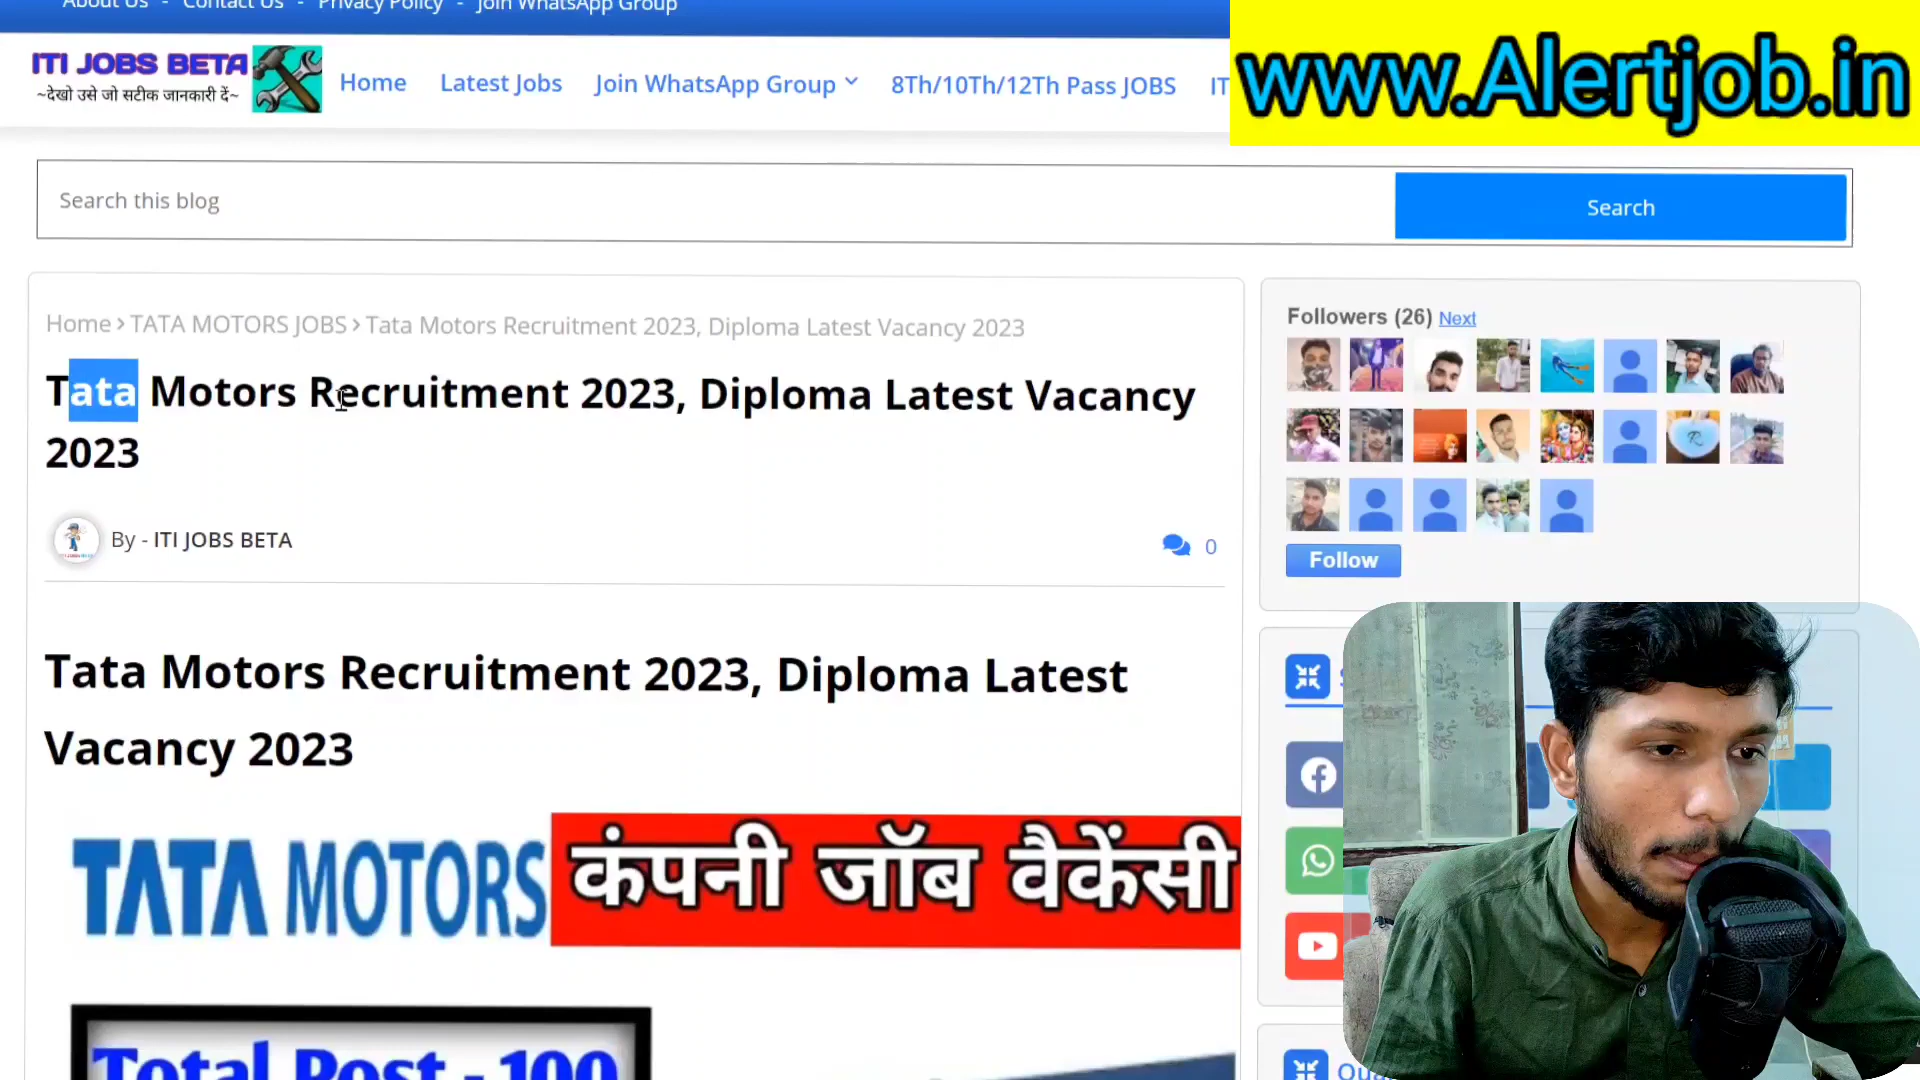 About Us - Contact Us - Privacy Policy - Join WhatsApp Group
www.Alertjob.in
ITI JOBS BETA
~देखो उसे जो सटीक जानकारी दें~
Home Latest Jobs Join WhatsApp Group 8Th/10Th/12Th Pass JOBS IT
Search this blog
Search
Home › TATA MOTORS JOBS › Tata Motors Recruitment 2023, Diploma Latest Vacancy 2023
Tata Motors Recruitment 2023, Diploma Latest Vacancy
2023
By - ITI JOBS BETA
0
Followers (26) Next
Follow
Tata Motors Recruitment 2023, Diploma Latest
Vacancy 2023
TATA MOTORS
कंपनी जॉब वैकेंसी
Total Post - 100